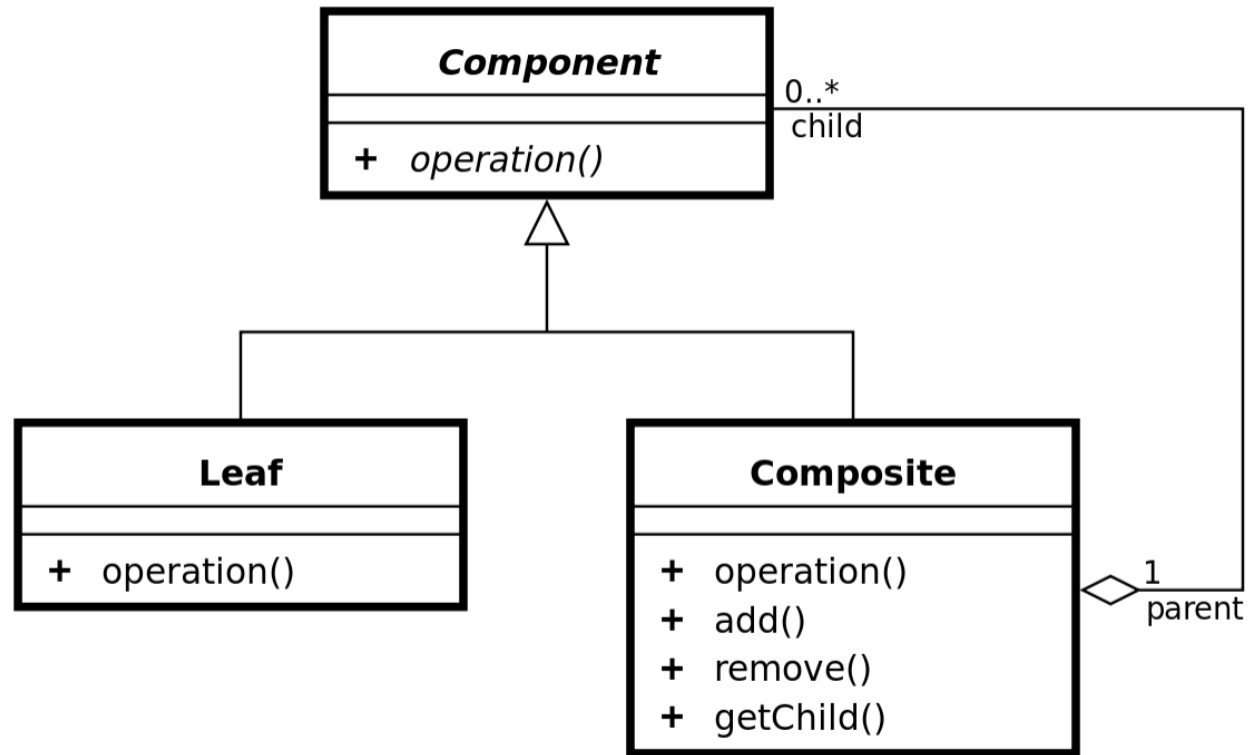 Component
0..*
child
+ operation()
Leaf
Composite
+ operation()
+ operation()
+ add()
+ remove()
+ getChild()
1
parent